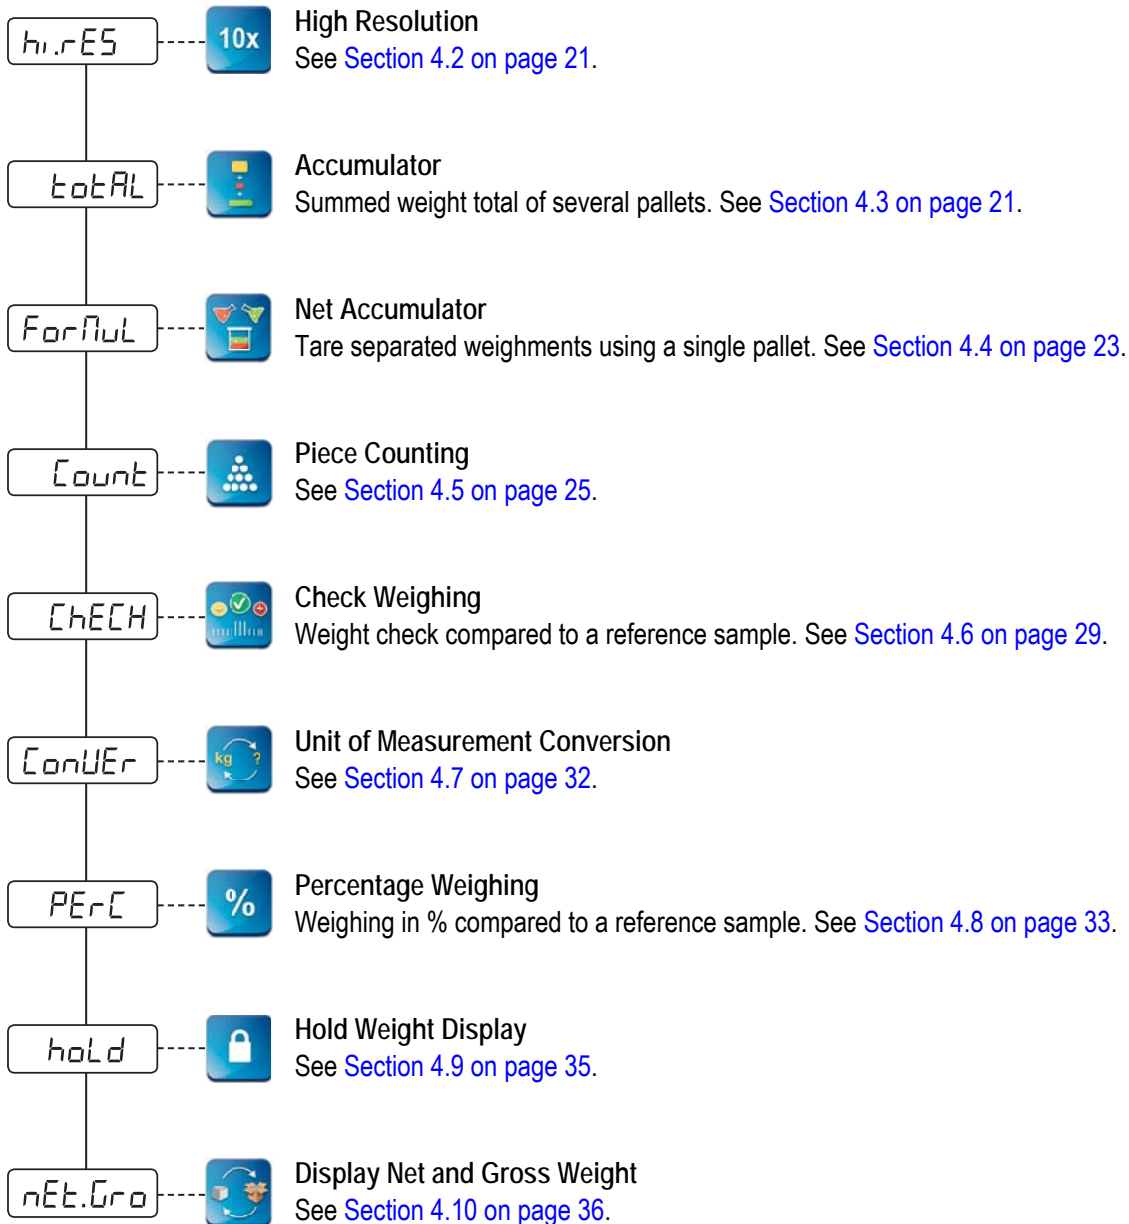 hi.rES
10x
High Resolution
See Section 4.2 on page 21.
totAL
Accumulator
Summed weight total of several pallets. See Section 4.3 on page 21.
ForMuL
Net Accumulator
Tare separated weighments using a single pallet. See Section 4.4 on page 23.
Count
Piece Counting
See Section 4.5 on page 25.
ChECH
Check Weighing
Weight check compared to a reference sample. See Section 4.6 on page 29.
ConVEr
kg ?
Unit of Measurement Conversion
See Section 4.7 on page 32.
PErC
%
Percentage Weighing
Weighing in % compared to a reference sample. See Section 4.8 on page 33.
hoLd
Hold Weight Display
See Section 4.9 on page 35.
nEt.Gro
Display Net and Gross Weight
See Section 4.10 on page 36.